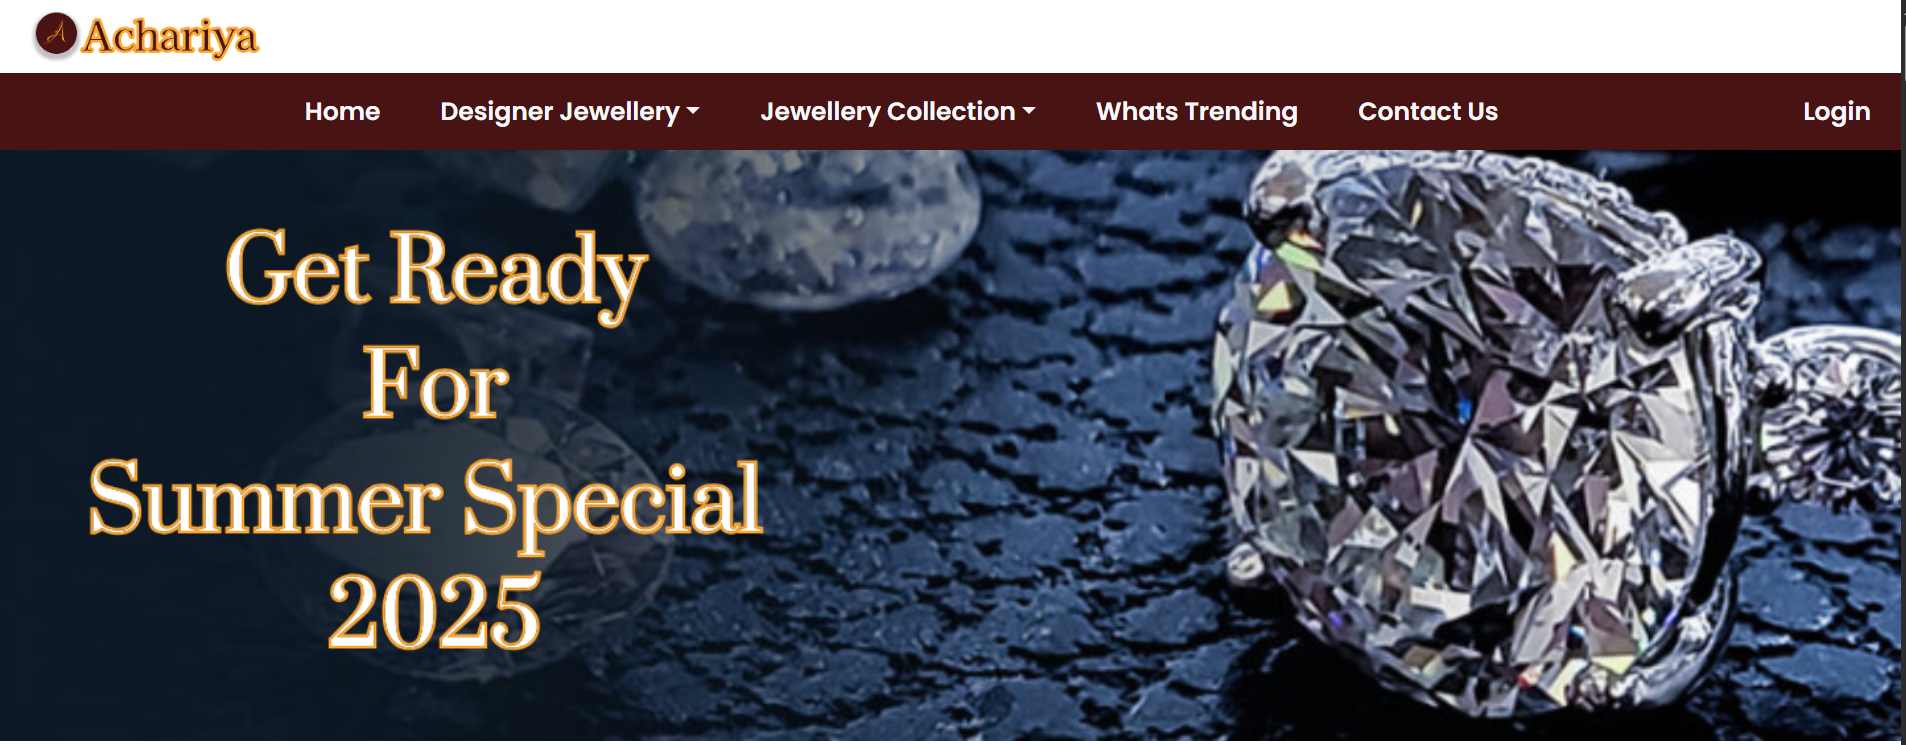 Achariya
Home Designer Jewellery Jewellery Collection Whats Trending Contact Us Login
Get Ready
For
Summer Special
2025